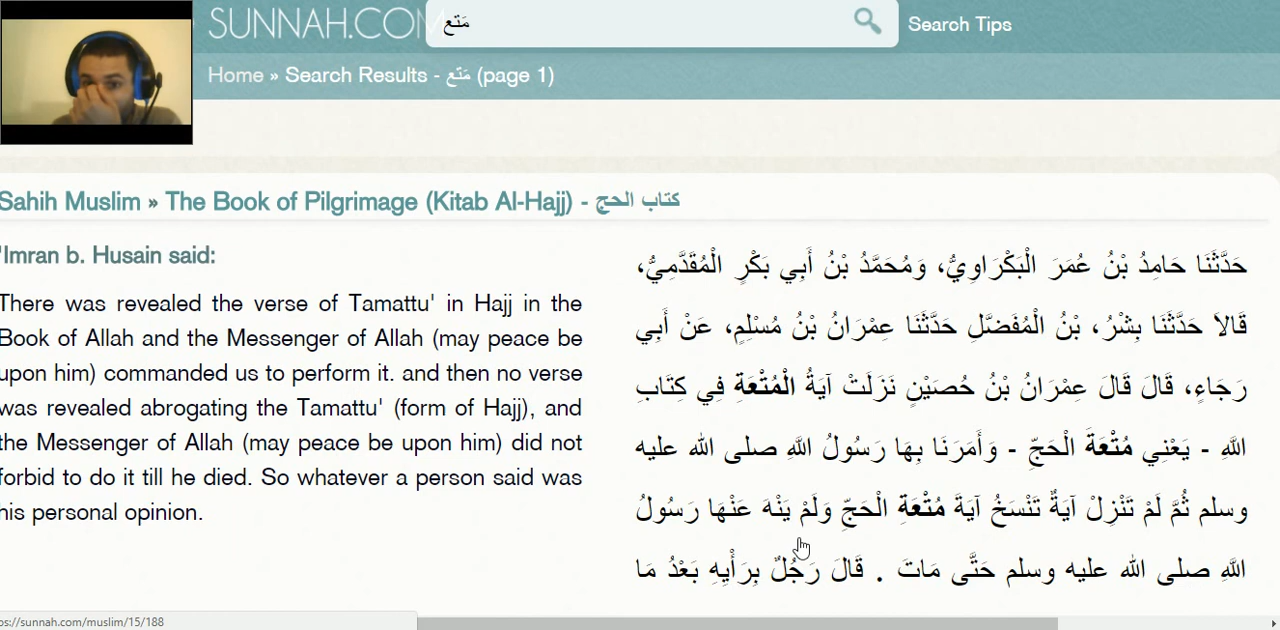 SUNNAH.COM
مَتّع
Search Tips
Home » Search Results - مَتّع (page 1)
Sahih Muslim » The Book of Pilgrimage (Kitab Al-Hajj) - كتاب الحج
'Imran b. Husain said:
There was revealed the verse of Tamattu' in Hajj in the
Book of Allah and the Messenger of Allah (may peace be
upon him) commanded us to perform it. and then no verse
was revealed abrogating the Tamattu' (form of Hajj), and
the Messenger of Allah (may peace be upon him) did not
forbid to do it till he died. So whatever a person said was
his personal opinion.
حَدَّثَنَا حَامِدُ بْنُ عُمَرَ الْبَكْرَاوِيُّ، وَمُحَمَّدُ بْنُ أَبِي بَكْرٍ الْمُقَدَّمِيُّ،
قَالاَ حَدَّثَنَا بِشْرُ، بْنُ الْمُفَضَّلِ حَدَّثَنَا عِمْرَانُ بْنُ مُسْلِمٍ، عَنْ أَبِي
رَجَاءٍ، قَالَ قَالَ عِمْرَانُ بْنُ حُصَيْنٍ نَزَلَتْ آيَةُ الْمُتْعَةِ فِي كِتَابِ
اللَّهِ - يَعْنِي مُتْعَةَ الْحَجِّ - وَأَمَرَنَا بِهَا رَسُولُ اللَّهِ صلى الله عليه
وسلم ثُمَّ لَمْ تَنْزِلْ آيَةٌ تَنْسَخُ آيَةَ مُتْعَةِ الْحَجِّ وَلَمْ يَنْهَ عَنْهَا رَسُولُ
اللَّهِ صلى الله عليه وسلم حَتَّى مَاتَ . قَالَ رَجُلٌ بِرَأْيِهِ بَعْدُ مَا
ps://sunnah.com/muslim/15/188